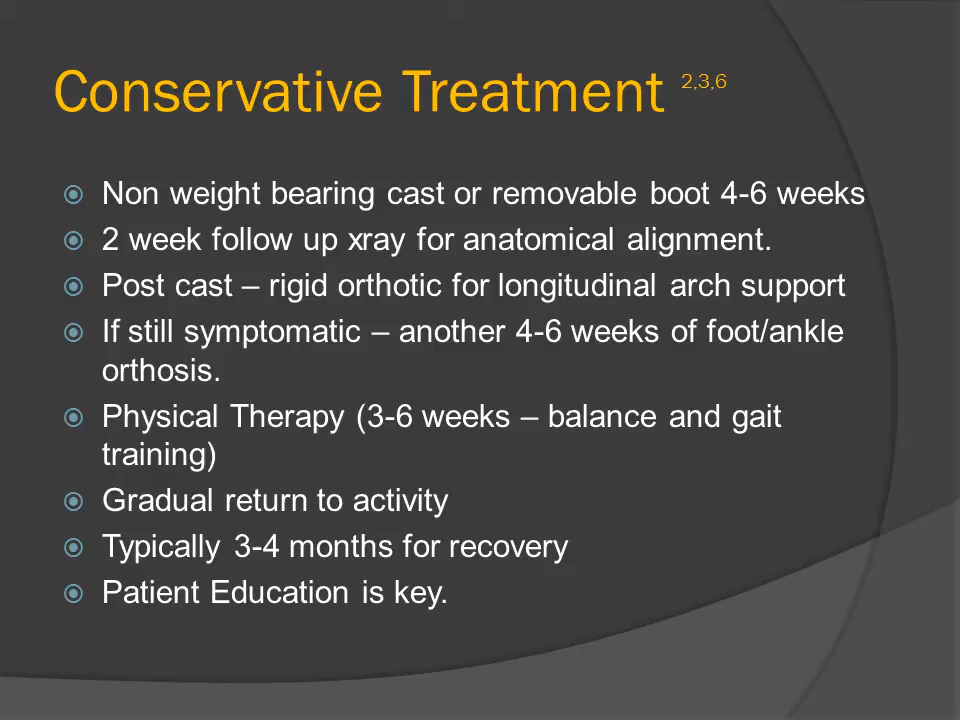 Conservative Treatment 2,3,6
Non weight bearing cast or removable boot 4-6 weeks
2 week follow up xray for anatomical alignment.
Post cast – rigid orthotic for longitudinal arch support
If still symptomatic – another 4-6 weeks of foot/ankle
orthosis.
Physical Therapy (3-6 weeks – balance and gait
training)
Gradual return to activity
Typically 3-4 months for recovery
Patient Education is key.